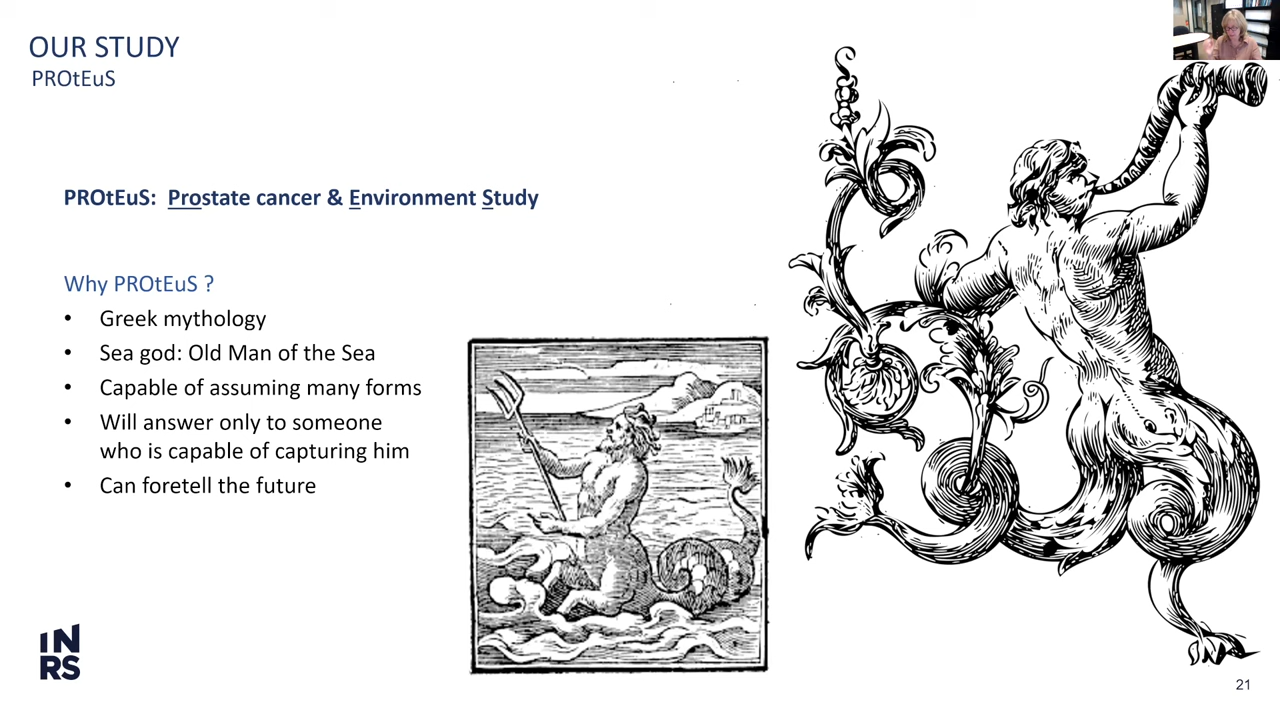 OUR STUDY
PROtEuS
PROtEuS: Prostate cancer & Environment Study
Why PROtEuS ?
• Greek mythology
• Sea god: Old Man of the Sea
• Capable of assuming many forms
• Will answer only to someone
who is capable of capturing him
• Can foretell the future
IN
RS
21